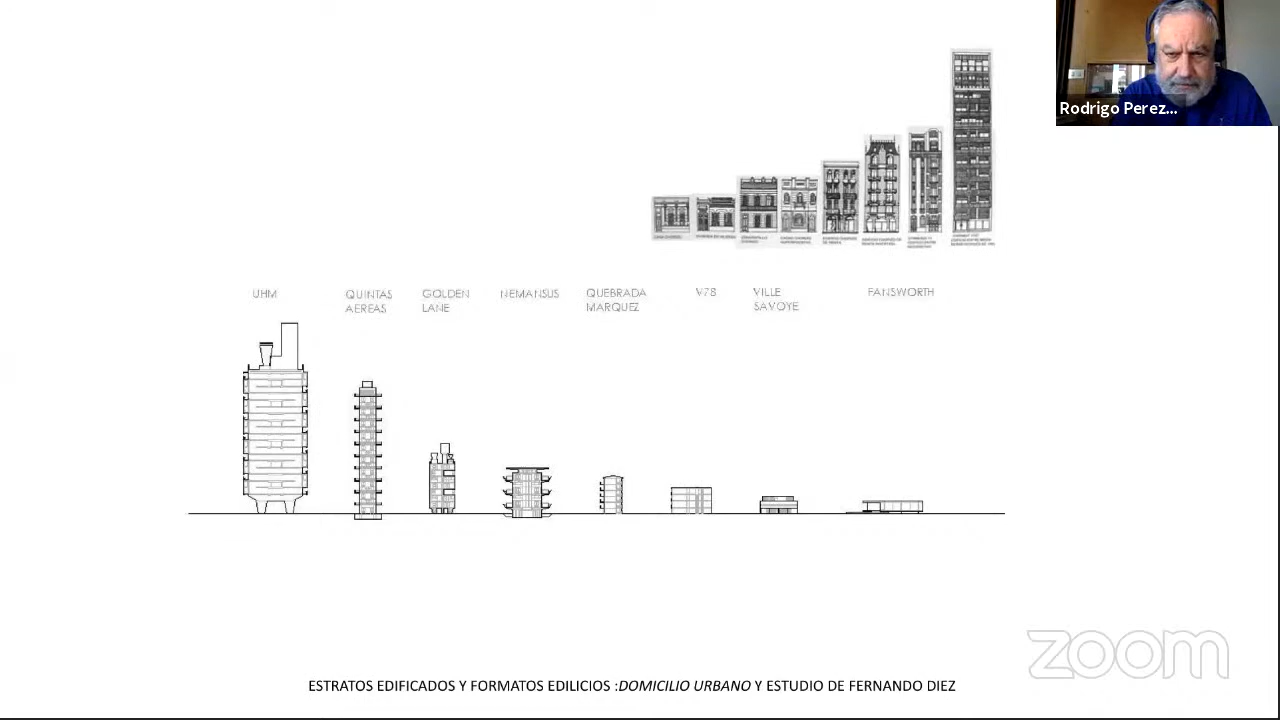 Rodrigo Perez...
UHM
QUINTAS
AEREAS
GOLDEN
LANE
NEMANSUS
QUEBRADA
MARQUEZ
V78
VILLE
SAVOYE
FANSWORTH
zoom
ESTRATOS EDIFICADOS Y FORMATOS EDILICIOS :DOMICILIO URBANO Y ESTUDIO DE FERNANDO DIEZ